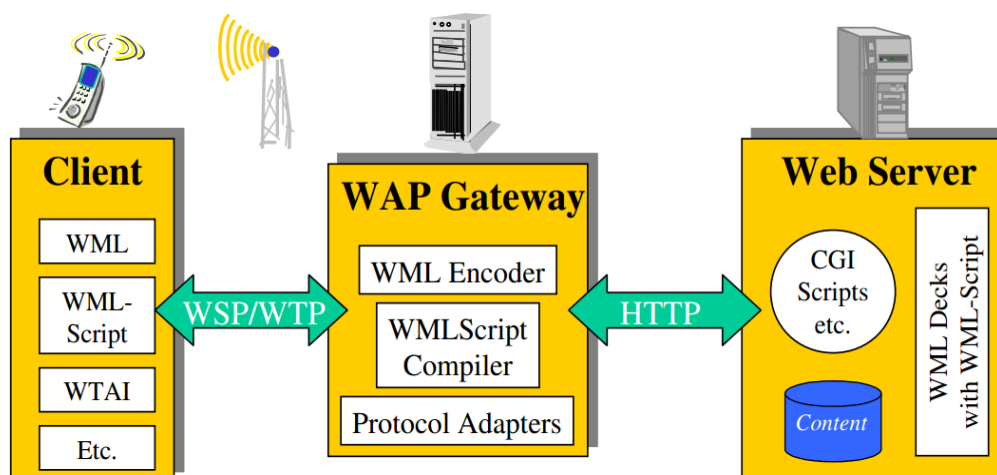 Client
WML
WML-
Script
WTAI
Etc.
WSP/WTP
WAP Gateway
WML Encoder
WMLScript
Compiler
Protocol Adapters
HTTP
Web Server
CGI
Scripts
etc.
Content
WML Decks
with WML-Script